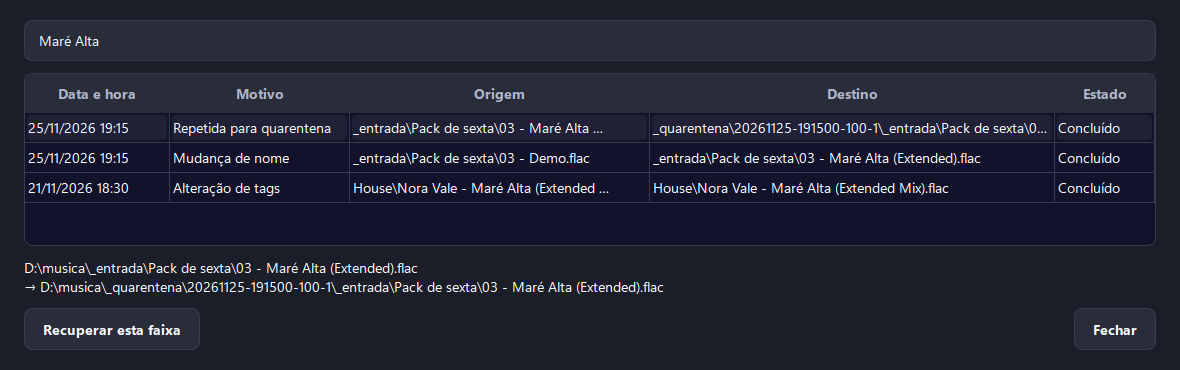 Maré Alta
Data e hora Motivo Origem Destino Estado
25/11/2026 19:15 Repetida para quarentena _entrada\Pack de sexta\03 - Maré Alta ... _quarentena\20261125-191500-100-1\_entrada\Pack de sexta\0... Concluído
25/11/2026 19:15 Mudança de nome _entrada\Pack de sexta\03 - Demo.flac _entrada\Pack de sexta\03 - Maré Alta (Extended).flac Concluído
21/11/2026 18:30 Alteração de tags House\Nora Vale - Maré Alta (Extended ... House\Nora Vale - Maré Alta (Extended Mix).flac Concluído
D:\musica\_entrada\Pack de sexta\03 - Maré Alta (Extended).flac
→ D:\musica\_quarentena\20261125-191500-100-1\_entrada\Pack de sexta\03 - Maré Alta (Extended).flac
Recuperar esta faixa Fechar